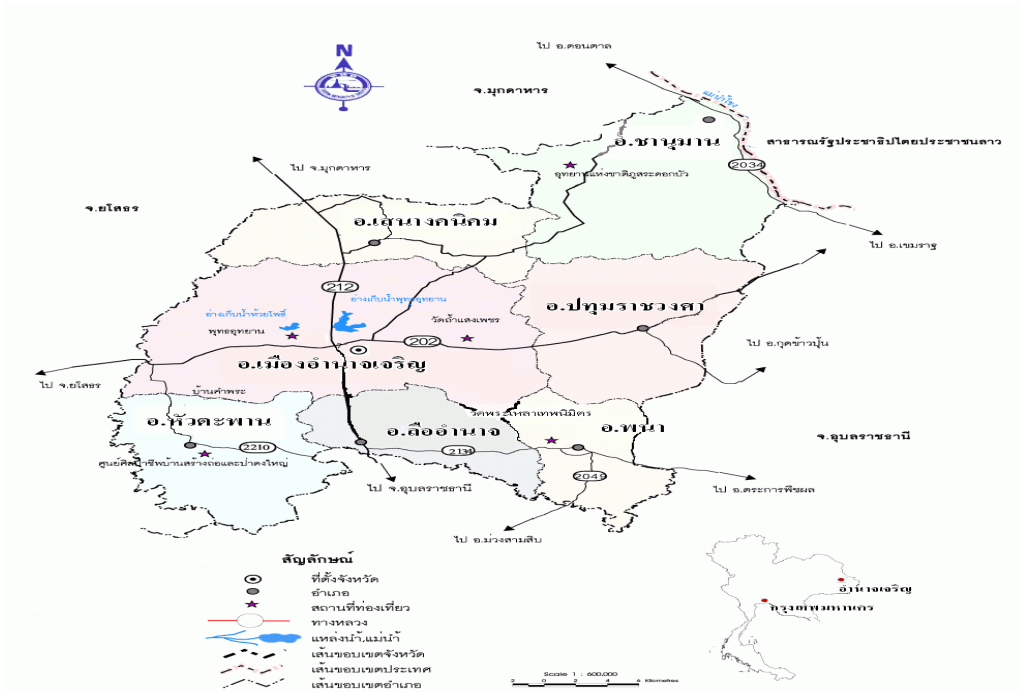 N
ไป อ.ดอนตาล
จ.มุกดาหาร
แม่น้ำโขง
อ.ชานุมาน
สาธารณรัฐประชาธิปไตยประชาชนลาว
2034
ไป จ.มุกดาหาร
อุทยานแห่งชาติภูสระดอกบัว
จ.ยโสธร
อ.เสนางคนิคม
ไป อ.เขมราฐ
212
อ่างเก็บน้ำพุทธอุทยาน
อ่างเก็บน้ำห้วยโพธิ์
อ.ปทุมราชวงศา
พุทธอุทยาน
วัดถ้ำแสงเพชร
202
ไป อ.กุดข้าวปุ้น
อ.เมืองอำนาจเจริญ
ไป จ.ยโสธร
บ้านคำพระ
วัดพระเหลาเทพนิมิตร
อ.หัวตะพาน
อ.ลืออำนาจ
อ.พนา
จ.อุบลราชธานี
2210
2134
ศูนย์ศิลปาชีพบ้านสร้างถ่อและป่าดงใหญ่
2049
ไป จ.อุบลราชธานี
ไป อ.ตระการพืชผล
ไป อ.ม่วงสามสิบ
สัญลักษณ์
ที่ตั้งจังหวัด
อำเภอ
สถานที่ท่องเที่ยว
ทางหลวง
แหล่งน้ำ,แม่น้ำ
เส้นขอบเขตจังหวัด
เส้นขอบเขตประเทศ
เส้นขอบเขตอำเภอ
อำนาจเจริญ
กรุงเทพมหานคร
Scale 1 : 600,000
2 0 2 4 6 Kilometres